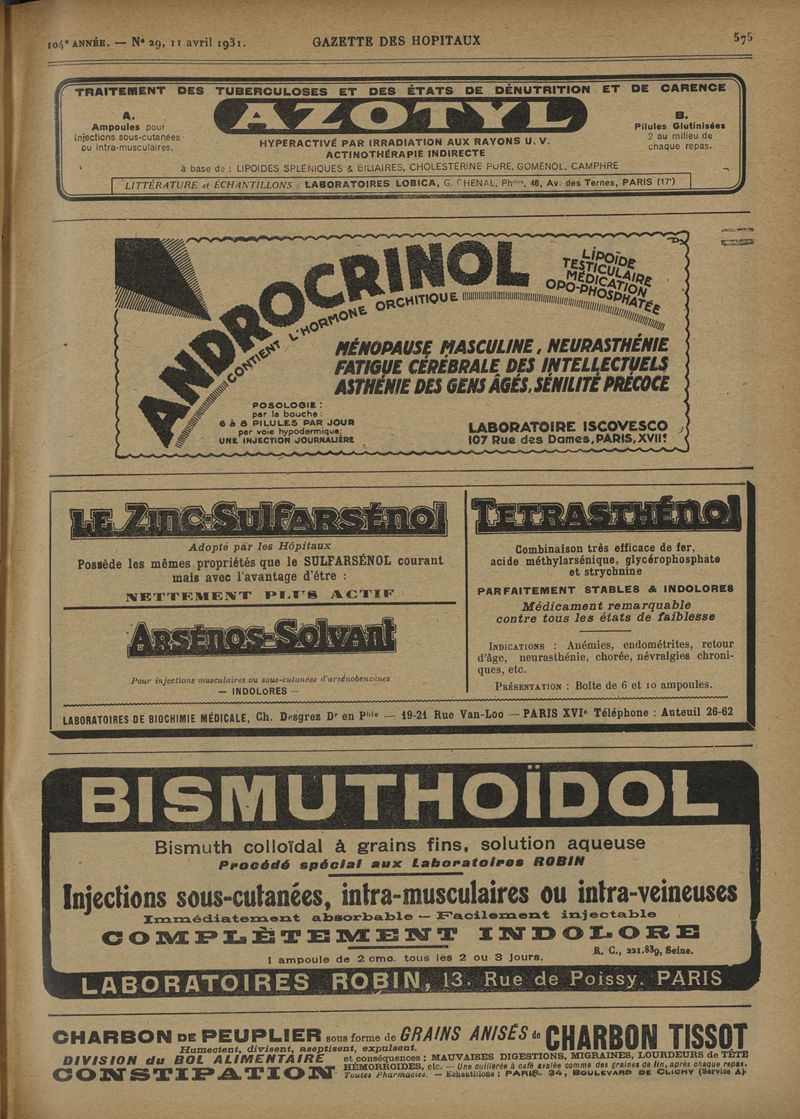 104e ANNÉE. — N° 29, 11 avril 1931.
GAZETTE DES HOPITAUX
575
TRAITEMENT DES TUBERCULOSES ET DES ÉTATS DE DÉNUTRITION ET DE CARENCE
AZOTYL
A.
Ampoules pour
injections sous-cutanées
ou intra-musculaires.
HYPERACTIVÉ PAR IRRADIATION AUX RAYONS U. V.
ACTINOTHÉRAPIE INDIRECTE
B.
Pilules Glutinisées
2 au milieu de
chaque repas.
à base de : LIPOIDES SPLÉNIQUES & BILIAIRES, CHOLESTÉRINE PURE, GOMÉNOL, CAMPHRE
LITTÉRATURE et ÉCHANTILLONS : LABORATOIRES LOBICA, G. CHENAL, Phcien, 46, Av. des Ternes, PARIS (17e)
ANDROCRINOL
CONTIENT L'HORMONE ORCHITIQUE
LIPOÏDE
TESTICULAIRE
MÉDICATION
OPO-PHOSPHATÉE
MÉNOPAUSE MASCULINE, NEURASTHÉNIE
FATIGUE CÉRÉBRALE DES INTELLECTUELS
ASTHÉNIE DES GENS ÂGÉS, SÉNILITÉ PRÉCOCE
POSOLOGIE :
par la bouche :
6 à 8 PILULES PAR JOUR
par voie hypodermique:
UNE INJECTION JOURNALIÈRE
LABORATOIRE ISCOVESCO
107 Rue des Dames, PARIS, XVIIe
LE Zinc-Sulfarsénol
Adopté par les Hôpitaux
Possède les mêmes propriétés que le SULFARSÉNOL courant
mais avec l'avantage d'être :
NETTEMENT PLUS ACTIF
Arsénos-Solvant
Pour injections musculaires ou sous-cutanées d'arsénobenzènes
— INDOLORES —
TETRASTHÉNOL
Combinaison très efficace de fer,
acide méthylarsénique, glycérophosphate
et strychnine
PARFAITEMENT STABLES & INDOLORES
Médicament remarquable
contre tous les états de faiblesse
INDICATIONS : Anémies, endométrites, retour
d'âge, neurasthénie, chorée, névralgies chroni-
ques, etc.
PRÉSENTATION : Boîte de 6 et 10 ampoules.
LABORATOIRES DE BIOCHIMIE MÉDICALE, Ch. Desgrez Dr en Phie — 19-21 Rue Van-Loo — PARIS XVIe Téléphone : Auteuil 26-62
BISMUTHOÏDOL
Bismuth colloïdal à grains fins, solution aqueuse
Procédé spécial aux Laboratoires ROBIN
Injections sous-cutanées, intra-musculaires ou intra-veineuses
Immédiatement absorbable — Facilement injectable
COMPLÈTEMENT INDOLORE
R. C., 221.839, Seine.
1 ampoule de 2 cmc. tous les 2 ou 3 jours.
LABORATOIRES ROBIN, 13. Rue de Poissy. PARIS
CHARBON DE PEUPLIER sous forme de GRAINS ANISÉS de CHARBON TISSOT
Humectent, divisent, aseptisent, expulsent.
DIVISION du BOL ALIMENTAIRE et conséquences : MAUVAISES DIGESTIONS, MIGRAINES, LOURDEURS de TÊTE
CONSTIPATION HÉMORROIDES, etc. — Une cuillerée à café avalée comme des graines de lin, après chaque repas.
Toutes Pharmacies. — Echantillons : PARIS. 34, BOULEVARD DE CLICHY (Service A).